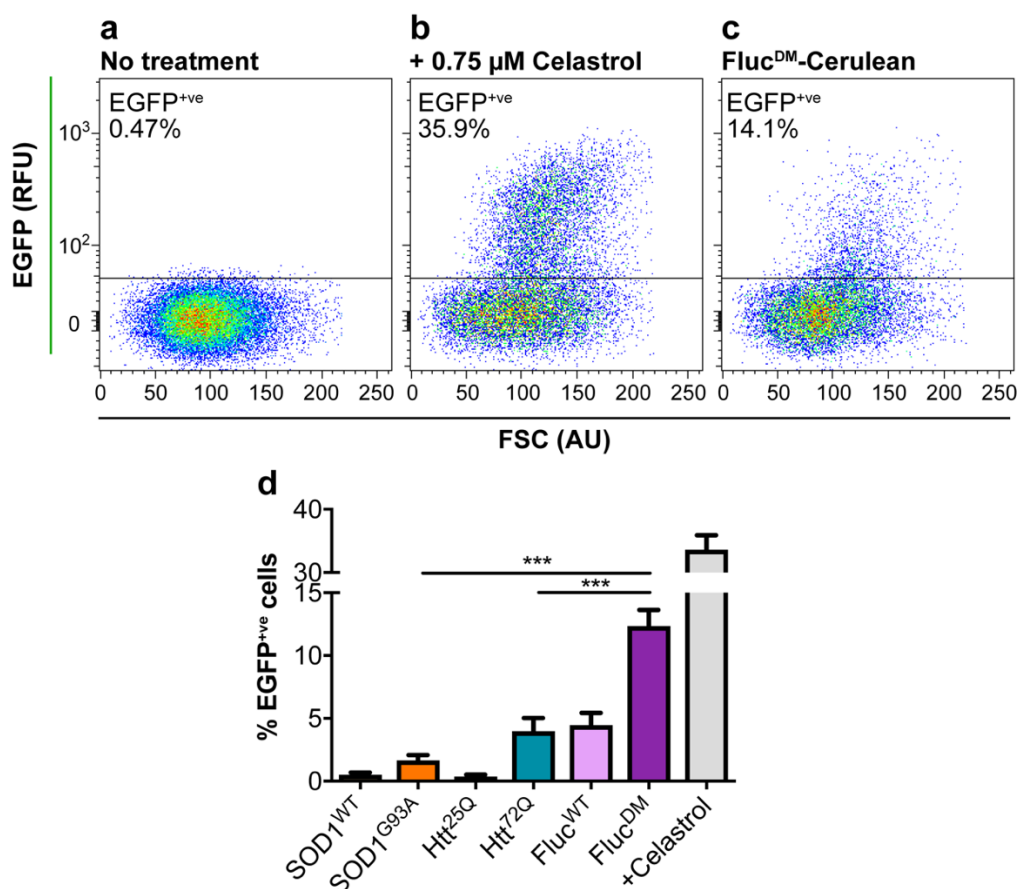 a
No treatment
EGFP+ve
0.47%
b
+ 0.75 µM Celastrol
EGFP+ve
35.9%
c
FlucDM-Cerulean
EGFP+ve
14.1%
EGFP (RFU)
10³
10²
0
0 50 100 150 200 250
0 50 100 150 200 250
0 50 100 150 200 250
FSC (AU)
d
% EGFP+ve cells
40
30
15
10
5
0
***
***
SOD1WT
SOD1G93A
Htt25Q
Htt72Q
FlucWT
FlucDM
+Celastrol